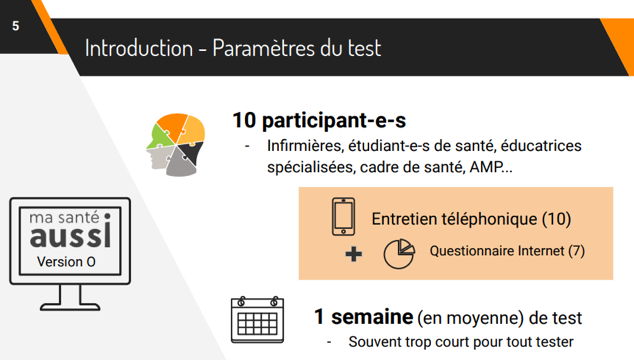 5
Introduction - Paramètres du test
10 participant-e-s
- Infirmières, étudiant-e-s de santé, éducatrices
spécialisées, cadre de santé, AMP...
ma santé
aussi
Version O
Entretien téléphonique (10)
+ Questionnaire Internet (7)
1 semaine (en moyenne) de test
- Souvent trop court pour tout tester